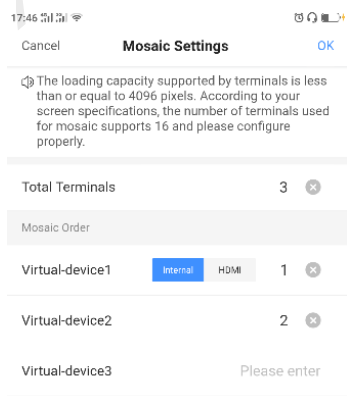 17:46
Cancel Mosaic Settings OK
The loading capacity supported by terminals is less
than or equal to 4096 pixels. According to your
screen specifications, the number of terminals used
for mosaic supports 16 and please configure
properly.
Total Terminals 3
Mosaic Order
Virtual-device1 Internal HDMI 1
Virtual-device2 2
Virtual-device3 Please enter